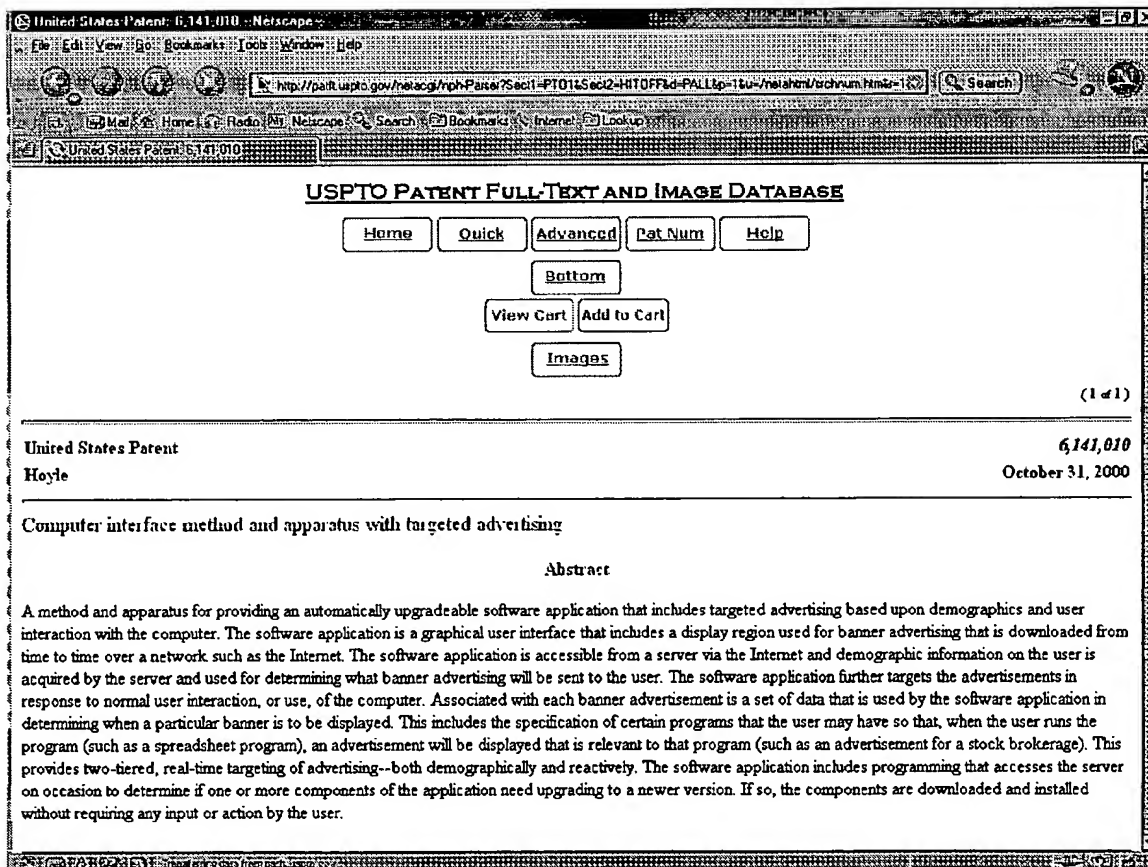 United States Patent: 6,141,010 - Netscape
File Edit View Go Bookmarks Tools Window Help
http://patft.uspto.gov/netacgi/nph-Parser?Sect1=PTO1&Sect2=HITOFF&d=PALL&p=1&u=/netahtml/srchnum.htm&r=1 Search
Mail Home Radio Netscape Search Bookmarks Internet Lookup
United States Patent: 6,141,010
USPTO PATENT FULL-TEXT AND IMAGE DATABASE
Home Quick Advanced Pat Num Help
Bottom
View Cart Add to Cart
Images
(1 of 1)
United States Patent 6,141,010
Hoyle October 31, 2000
Computer interface method and apparatus with targeted advertising
Abstract
A method and apparatus for providing an automatically upgradeable software application that includes targeted advertising based upon demographics and user
interaction with the computer. The software application is a graphical user interface that includes a display region used for banner advertising that is downloaded from
time to time over a network such as the Internet. The software application is accessible from a server via the Internet and demographic information on the user is
acquired by the server and used for determining what banner advertising will be sent to the user. The software application further targets the advertisements in
response to normal user interaction, or use, of the computer. Associated with each banner advertisement is a set of data that is used by the software application in
determining when a particular banner is to be displayed. This includes the specification of certain programs that the user may have so that, when the user runs the
program (such as a spreadsheet program), an advertisement will be displayed that is relevant to that program (such as an advertisement for a stock brokerage). This
provides two-tiered, real-time targeting of advertising--both demographically and reactively. The software application includes programming that accesses the server
on occasion to determine if one or more components of the application need upgrading to a newer version. If so, the components are downloaded and installed
without requiring any input or action by the user.